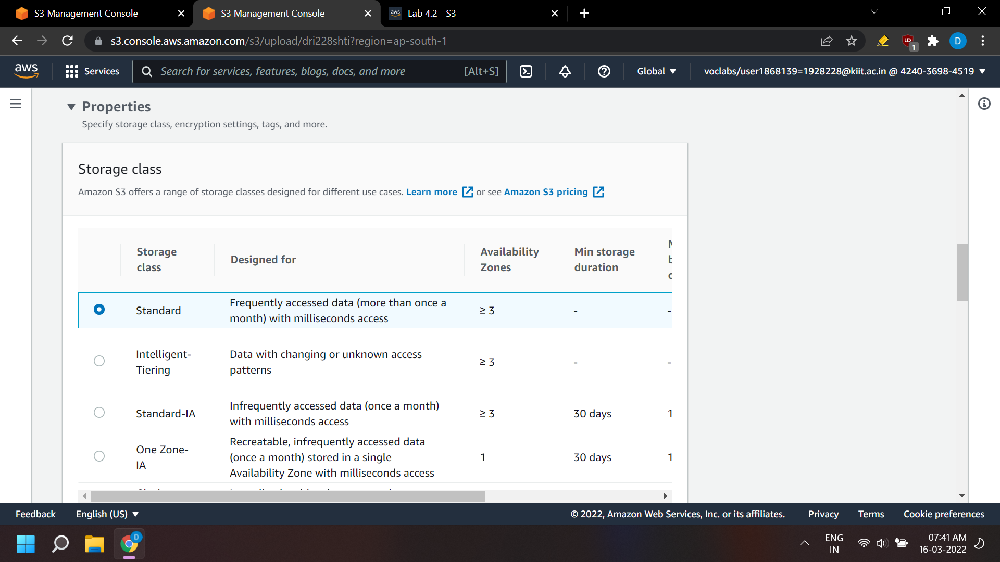 S3 Management Console
S3 Management Console
aws Lab 4.2 - S3
s3.console.aws.amazon.com/s3/upload/dri228shti?region=ap-south-1
1
D
aws
Services
Search for services, features, blogs, docs, and more [Alt+S]
Global
voclabs/user1868139=1928228@kiit.ac.in @ 4240-3698-4519
Properties
Specify storage class, encryption settings, tags, and more.
Storage class
Amazon S3 offers a range of storage classes designed for different use cases. Learn more or see Amazon S3 pricing
Storage class
Designed for
Availability Zones
Min storage duration
Standard
Frequently accessed data (more than once a
month) with milliseconds access
≥ 3
-
-
Intelligent-
Tiering
Data with changing or unknown access
patterns
≥ 3
-
-
Standard-IA
Infrequently accessed data (once a month)
with milliseconds access
≥ 3
30 days
1
One Zone-
IA
Recreatable, infrequently accessed data
(once a month) stored in a single
Availability Zone with milliseconds access
1
30 days
1
Feedback
English (US)
© 2022, Amazon Web Services, Inc. or its affiliates.
Privacy
Terms
Cookie preferences
D
ENG
IN
07:41 AM
16-03-2022